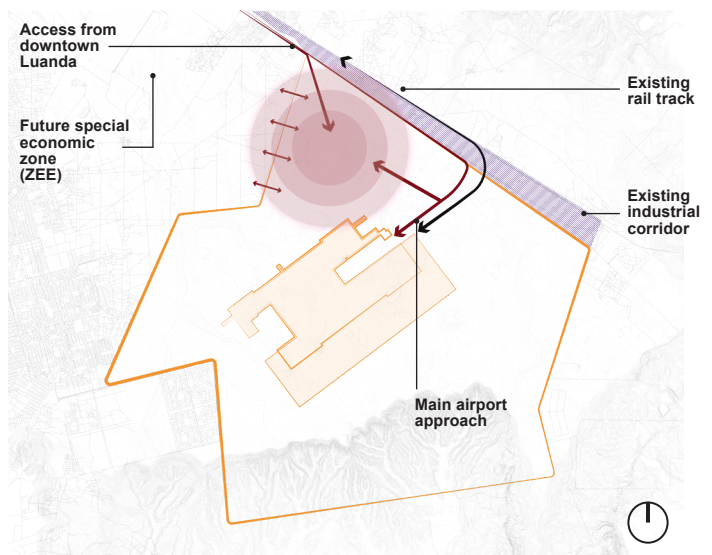 Access from
downtown
Luanda
Future special
economic
zone
(ZEE)
Existing
rail track
Existing
industrial
corridor
Main airport
approach